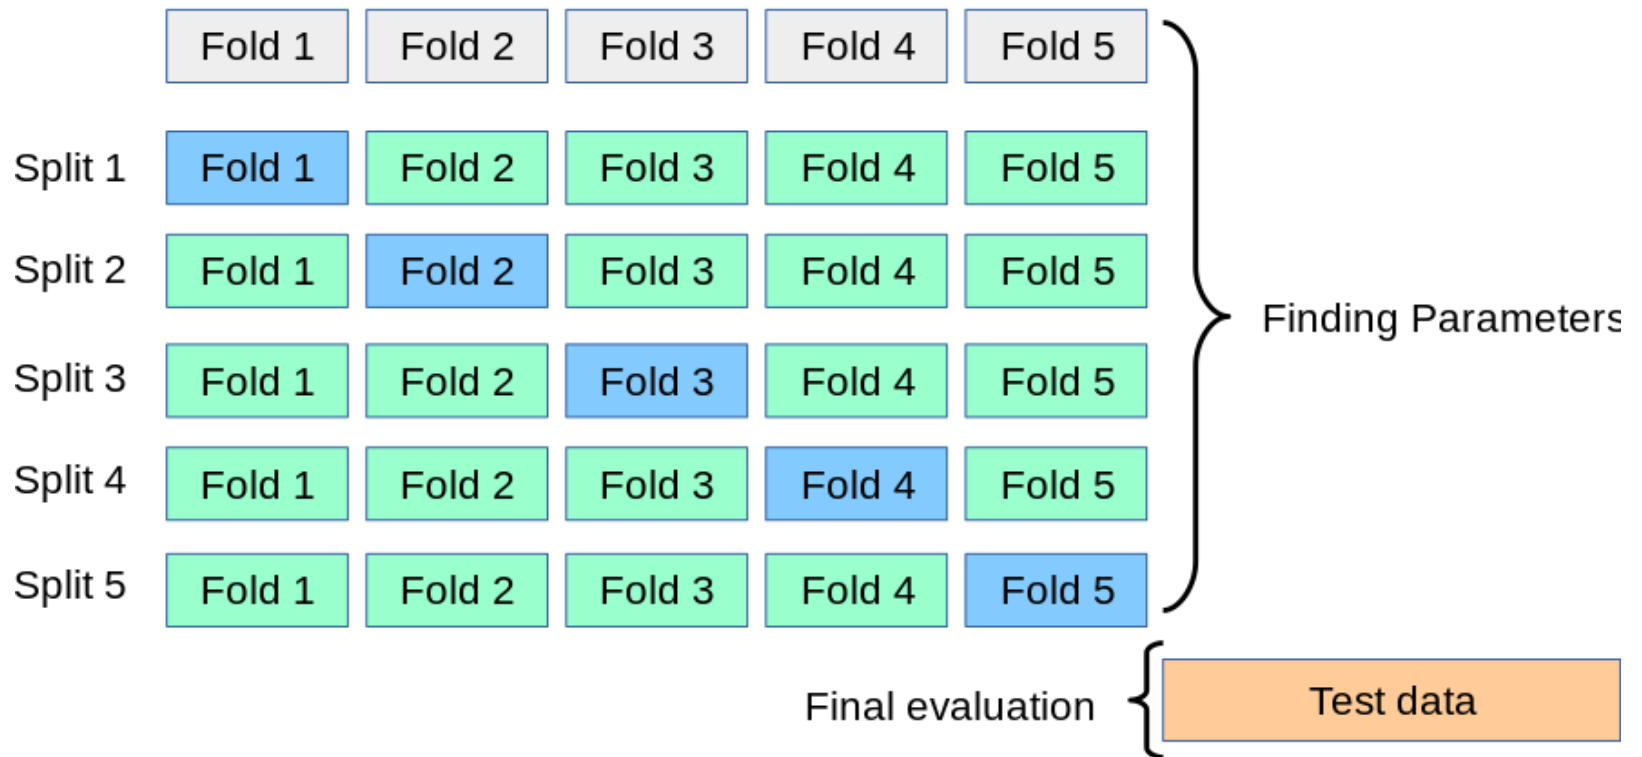 Fold 1 Fold 2 Fold 3 Fold 4 Fold 5
Split 1 Fold 1 Fold 2 Fold 3 Fold 4 Fold 5
Split 2 Fold 1 Fold 2 Fold 3 Fold 4 Fold 5
Finding Parameters
Split 3 Fold 1 Fold 2 Fold 3 Fold 4 Fold 5
Split 4 Fold 1 Fold 2 Fold 3 Fold 4 Fold 5
Split 5 Fold 1 Fold 2 Fold 3 Fold 4 Fold 5
Final evaluation Test data